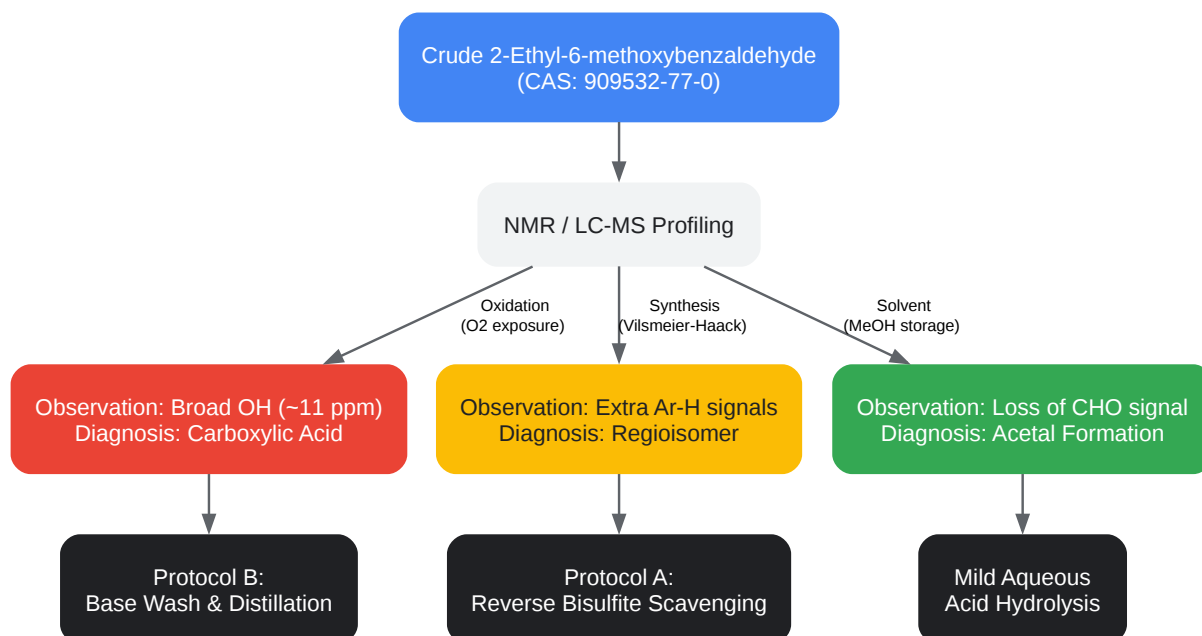 Crude 2-Ethyl-6-methoxybenzaldehyde
(CAS: 909532-77-0)
NMR / LC-MS Profiling
Oxidation
(O2 exposure)
Synthesis
(Vilsmeier-Haack)
Solvent
(MeOH storage)
Observation: Broad OH (~11 ppm)
Diagnosis: Carboxylic Acid
Observation: Extra Ar-H signals
Diagnosis: Regioisomer
Observation: Loss of CHO signal
Diagnosis: Acetal Formation
Protocol B:
Base Wash & Distillation
Protocol A:
Reverse Bisulfite Scavenging
Mild Aqueous
Acid Hydrolysis